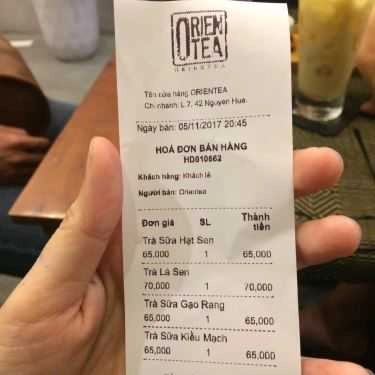 ORIEN
TEA
ORIENTEA
Tên cửa hàng ORIENTEA
Chi nhánh: L 7, 42 Nguyen Hue.
Ngày bán: 05/11/2017 20:45
HOÁ ĐƠN BÁN HÀNG
HD010662
Khách hàng: Khách lẻ
Người bán: Orientea
Đơn giá SL Thành tiền
Trà Sữa Hạt Sen
65,000 1 65,000
Trà Lá Sen
70,000 1 70,000
Trà Sữa Gạo Rang
65,000 1 65,000
Trà Sữa Kiều Mạch
65,000 1 65,000